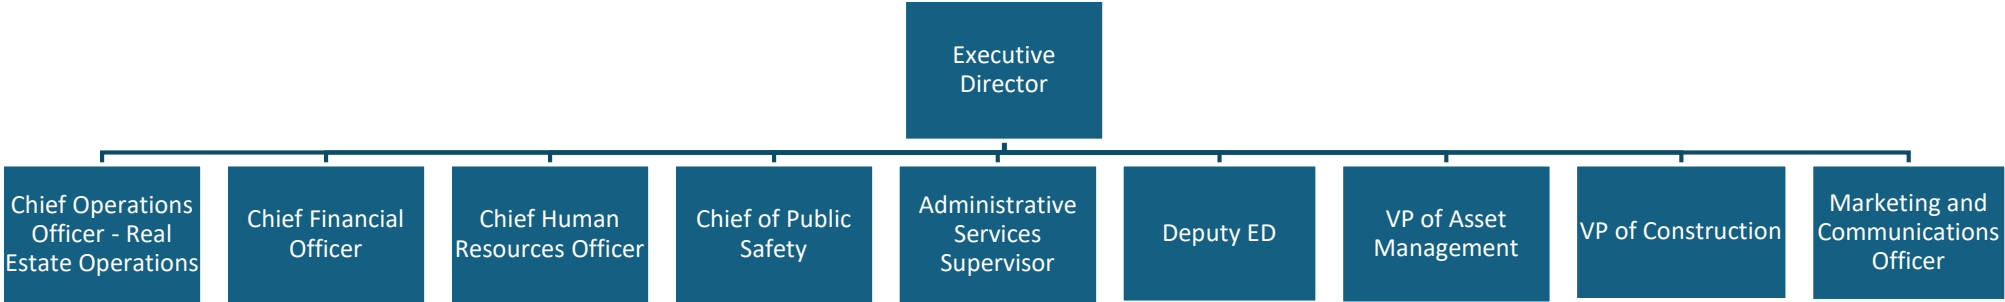 Executive
Director
Chief Operations
Officer - Real
Estate Operations
Chief Financial
Officer
Chief Human
Resources Officer
Chief of Public
Safety
Administrative
Services
Supervisor
Deputy ED
VP of Asset
Management
VP of Construction
Marketing and
Communications
Officer